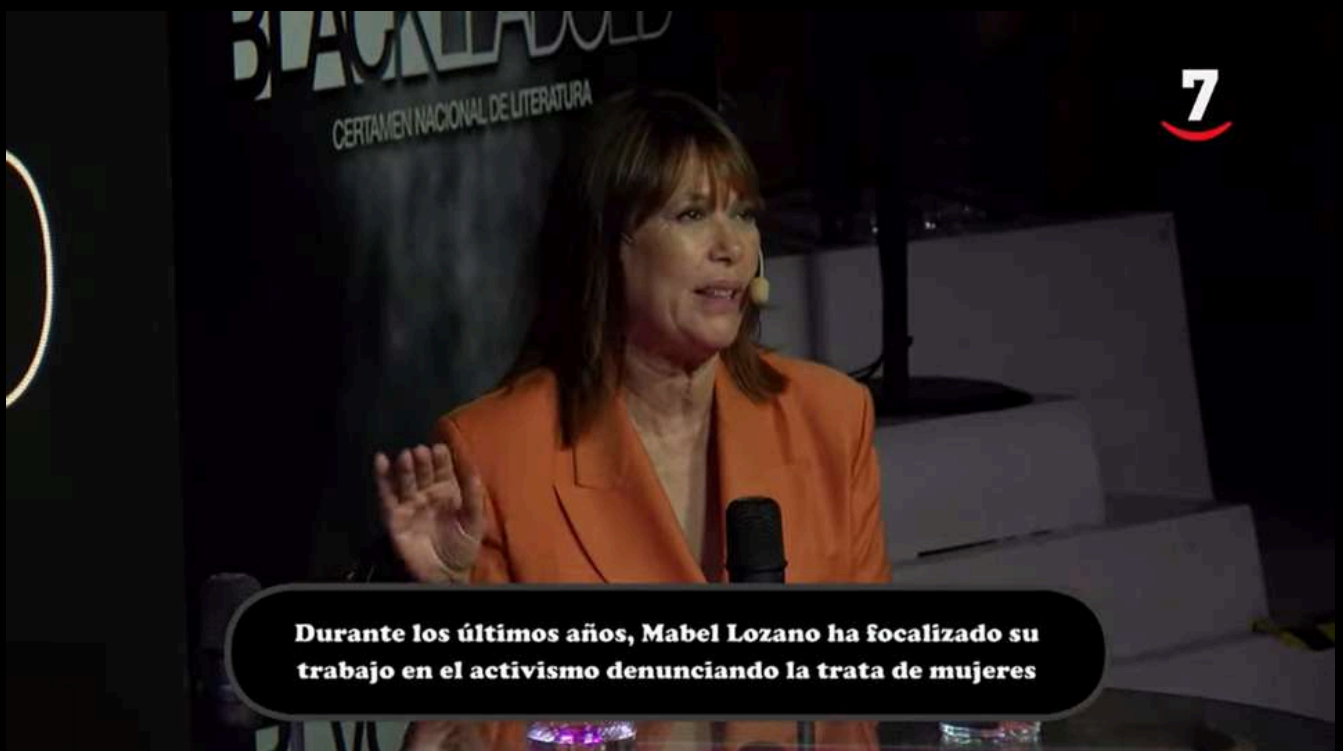 CERTAMEN NACIONAL DE LITERATURA
7
Durante los últimos años, Mabel Lozano ha focalizado su
trabajo en el activismo denunciando la trata de mujeres